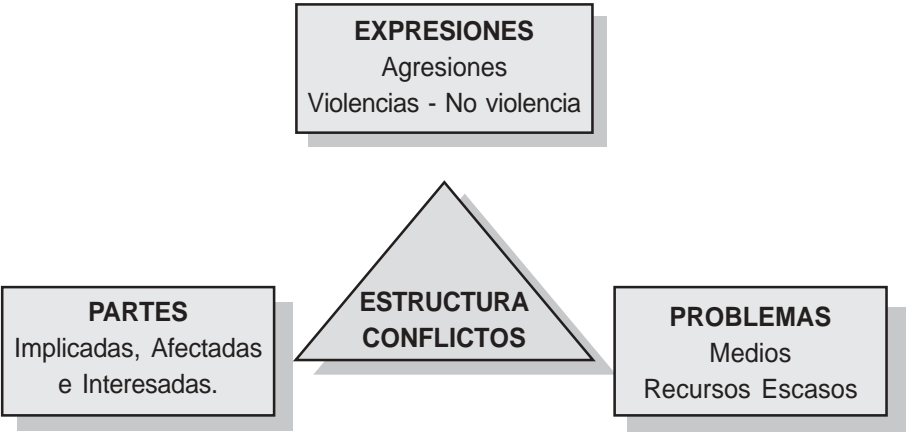 EXPRESIONES
Agresiones
Violencias - No violencia
ESTRUCTURA
CONFLICTOS
PARTES
Implicadas, Afectadas
e Interesadas.
PROBLEMAS
Medios
Recursos Escasos